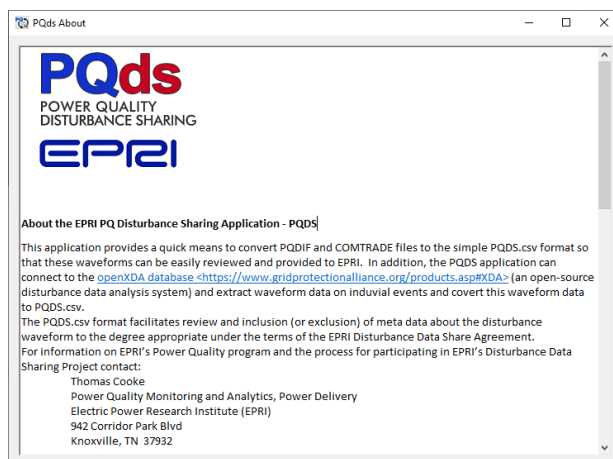 PQds About
PQds
POWER QUALITY
DISTURBANCE SHARING
EPRI
About the EPRI PQ Disturbance Sharing Application - PQDS
This application provides a quick means to convert PQDIF and COMTRADE files to the simple PQDS.csv format so
that these waveforms can be easily reviewed and provided to EPRI. In addition, the PQDS application can
connect to the openXDA database <https://www.gridprotectionalliance.org/products.asp#XDA> (an open-source
disturbance data analysis system) and extract waveform data on induvial events and covert this waveform data
to PQDS.csv.
The PQDS.csv format facilitates review and inclusion (or exclusion) of meta data about the disturbance
waveform to the degree appropriate under the terms of the EPRI Disturbance Data Share Agreement.
For information on EPRI's Power Quality program and the process for participating in EPRI's Disturbance Data
Sharing Project contact:
Thomas Cooke
Power Quality Monitoring and Analytics, Power Delivery
Electric Power Research Institute (EPRI)
942 Corridor Park Blvd
Knoxville, TN 37932